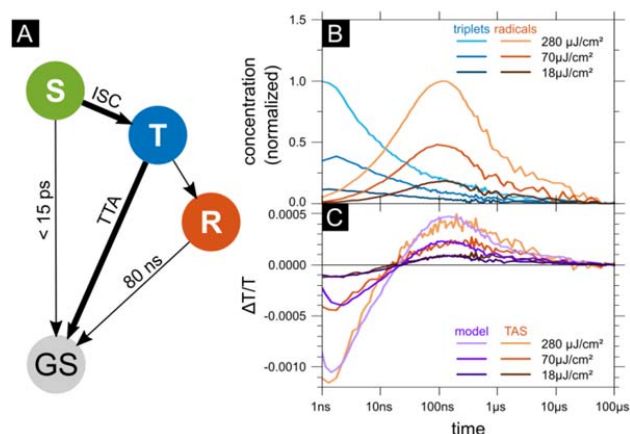 A
S
ISC
T
< 15 ps
TTA
R
80 ns
GS
B
concentration
(normalized)
1.5
1.0
0.5
0.0
triplets radicals
280 µJ/cm²
70µJ/cm²
18µJ/cm²
C
ΔT/T
0.0005
0.0000
-0.0005
-0.0010
model TAS
280 µJ/cm²
70µJ/cm²
18µJ/cm²
1ns 10ns 100ns 1µs 10µs 100µs
time